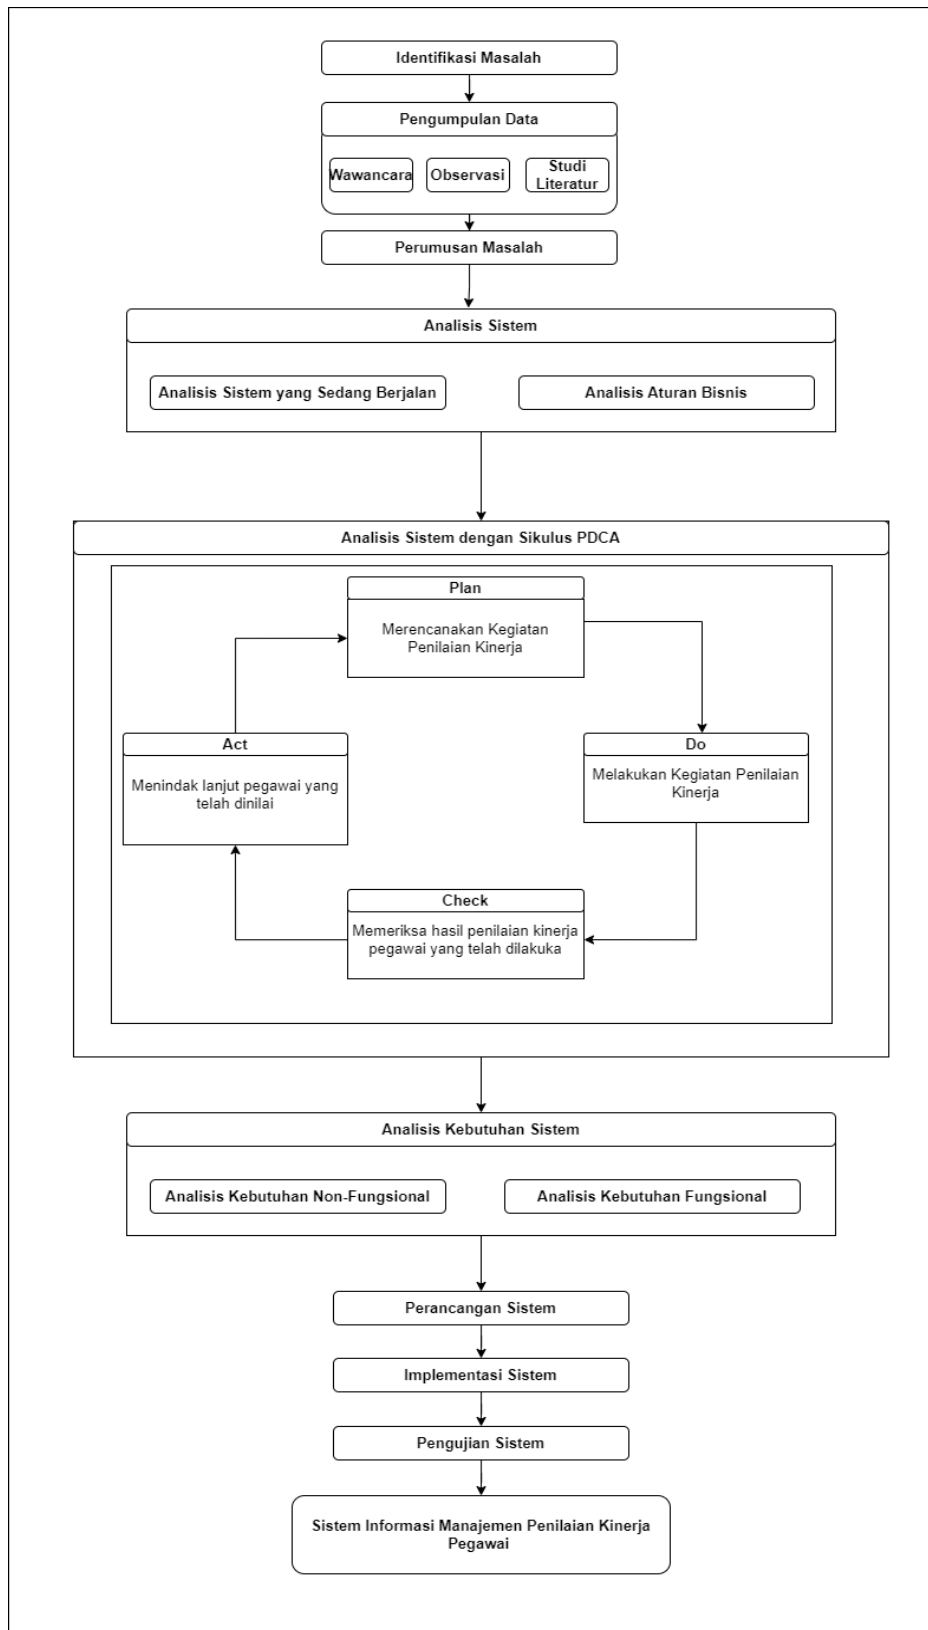 Identifikasi Masalah
Pengumpulan Data
Wawancara
Observasi
Studi
Literatur
Perumusan Masalah
Analisis Sistem
Analisis Sistem yang Sedang Berjalan
Analisis Aturan Bisnis
Analisis Sistem dengan Sikulus PDCA
Plan
Merencanakan Kegiatan
Penilaian Kinerja
Act
Menindak lanjut pegawai yang
telah dinilai
Do
Melakukan Kegiatan Penilaian
Kinerja
Check
Memeriksa hasil penilaian kinerja
pegawai yang telah dilakuka
Analisis Kebutuhan Sistem
Analisis Kebutuhan Non-Fungsional
Analisis Kebutuhan Fungsional
Perancangan Sistem
Implementasi Sistem
Pengujian Sistem
Sistem Informasi Manajemen Penilaian Kinerja
Pegawai